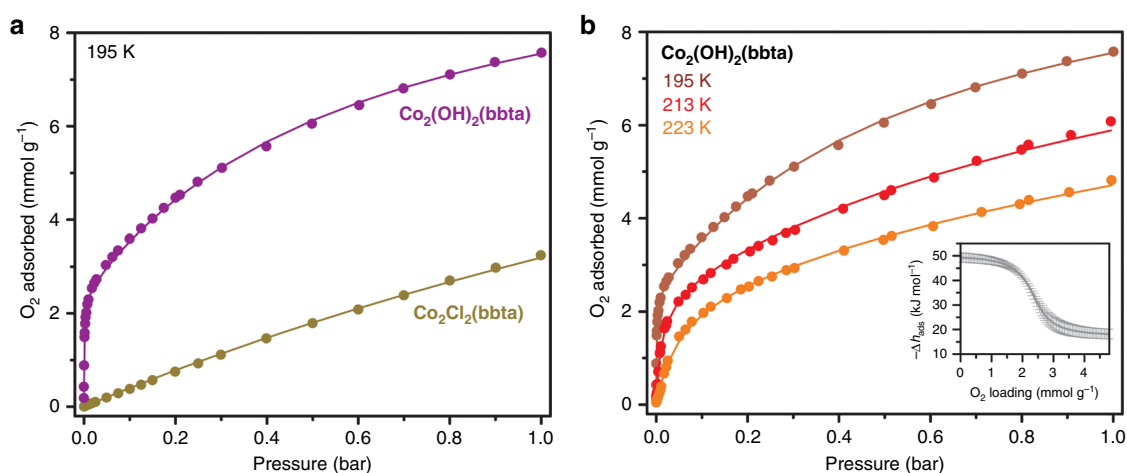 a
195 K
8
6
4
2
0
O₂ adsorbed (mmol g⁻¹)
Co₂(OH)₂(bbta)
Co₂Cl₂(bbta)
0.0 0.2 0.4 0.6 0.8 1.0
Pressure (bar)
b
Co₂(OH)₂(bbta)
195 K
213 K
223 K
8
6
4
2
0
O₂ adsorbed (mmol g⁻¹)
50
40
30
20
10
−Δhₐdₛ (kJ mol⁻¹)
0 1 2 3 4
O₂ loading (mmol g⁻¹)
0.0 0.2 0.4 0.6 0.8 1.0
Pressure (bar)